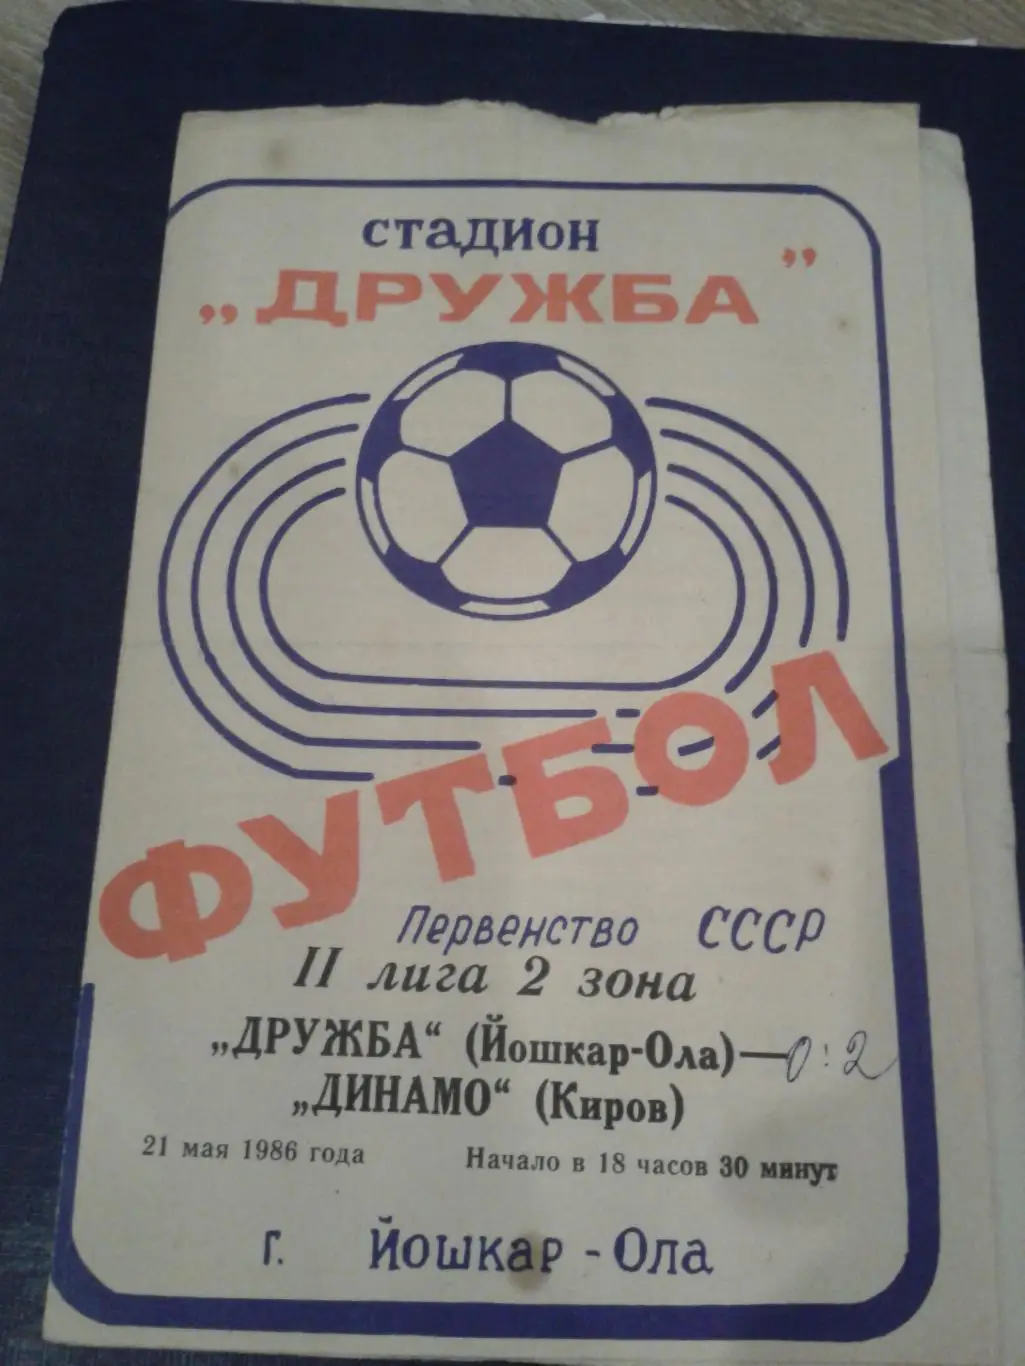 стадион
„ДРУЖБА”
ФУТБОЛ
Первенство СССР
II лига 2 зона
„ДРУЖБА“ (Йошкар-Ола)— 0:2
„ДИНАМО“ (Киров)
21 мая 1986 года Начало в 18 часов 30 минут
г. Йошкар-Ола